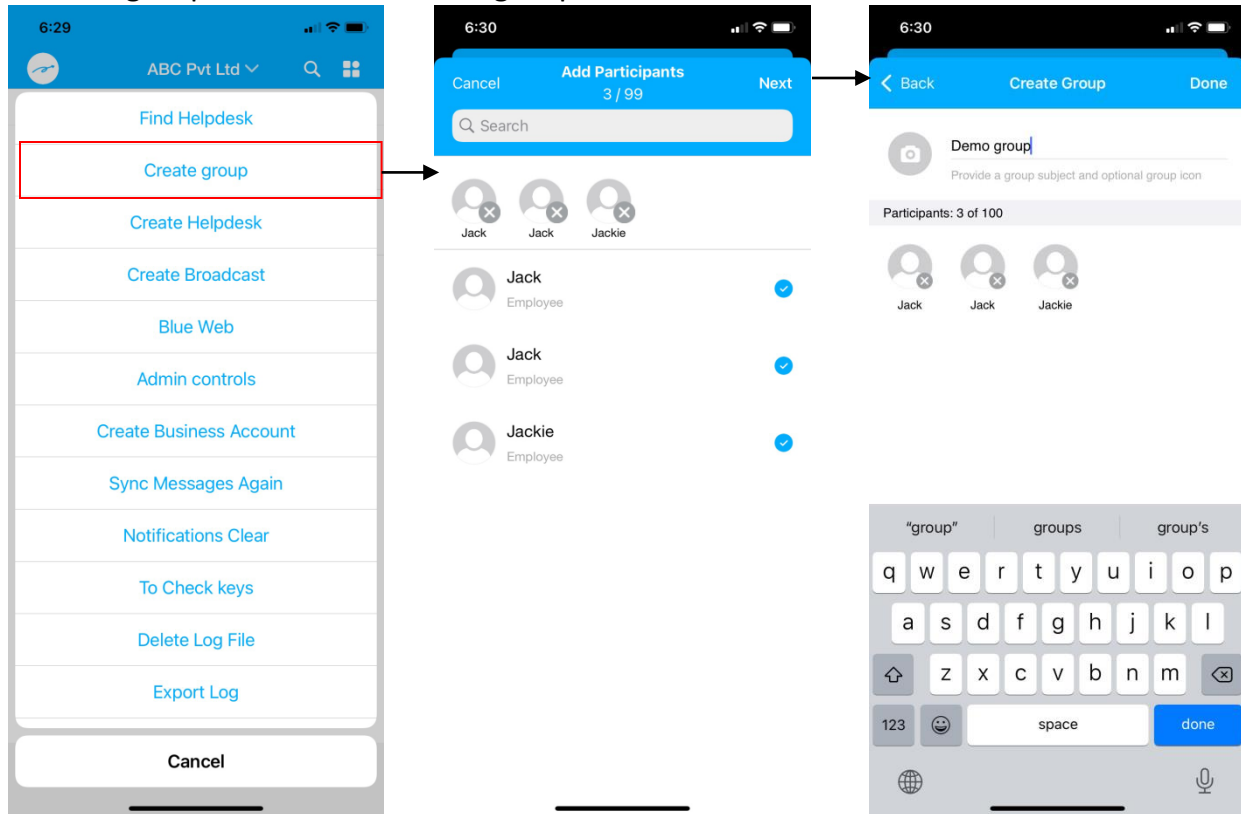 6:29
ABC Pvt Ltd
Find Helpdesk
Create group
Create Helpdesk
Create Broadcast
Blue Web
Admin controls
Create Business Account
Sync Messages Again
Notifications Clear
To Check keys
Delete Log File
Export Log
Cancel
6:30
Cancel Add Participants Next
3 / 99
Search
Jack Jack Jackie
Jack
Employee
Jack
Employee
Jackie
Employee
6:30
Back Create Group Done
Demo group
Provide a group subject and optional group icon
Participants: 3 of 100
Jack Jack Jackie
“group” groups group's
q w e r t y u i o p
a s d f g h j k l
z x c v b n m
123 space done